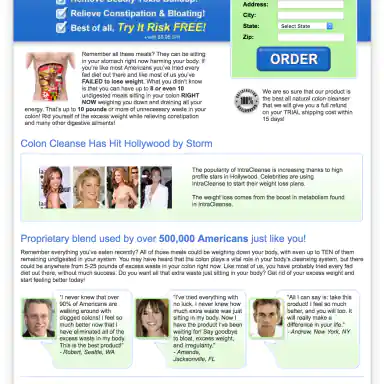 Remove Deadly Toxic Buildup!
Relieve Constipation & Bloating!
Best of all, Try It Risk FREE!
Address:
City:
State: Select State
Zip:
ORDER
Remember all these meals? They can be sitting
in your stomach right now harming your body. If
you're like most Americans you've tried every
fad diet out there and like most of us you've
FAILED to lose weight. What you didn't know
is that you can have up to 8 or even 10
undigested meals sitting in your colon RIGHT
NOW weighing you down and draining all your
energy. That's up to 10 pounds or more of unnecessary waste in your
colon! Rid yourself of the excess weight while relieving constipation
and many other digestive ailments!
100%
We are so sure that our product is
the best all natural colon cleanser
that we will give you a full refund
on your TRIAL shipping cost within
15 days!
Colon Cleanse Has Hit Hollywood by Storm
The popularity of IntraCleanse is increasing thanks to high
profile stars in Hollywood. Celebrities are using
IntraCleanse to start their weight loss plans.
The weight loss comes from the boost in metabolism found
in IntraCleanse.
Proprietary blend used by over 500,000 Americans just like you!
Remember everything you've eaten recently? All of those meals could be weighing down your body, with even up to TEN of them
remaining undigested in your system. You may have heard that the colon plays a vital role in your body's cleansing system, but there
could be anywhere from 5-25 pounds of excess waste in your colon right now. Like most of us, you have probably tried every fad
diet out there, without much success. Do you want all that extra waste just sitting in your body? Get rid of your excess weight and
start feeling better today!
"I never knew that over
90% of Americans are
walking around with
clogged colons! I feel so
much better now that I
have eliminated all of the
excess waste in my body.
This is the best product!"
- Robert, Seattle, WA
"I've tried everything with
no luck. I never knew how
much extra waste was just
sitting in my body. Now I
have the product I've been
waiting for! Say goodbye
to bloat, excess weight,
and irregularity."
- Amanda,
Jacksonville, FL
"All I can say is: take this
product! I feel so much
better, and you will too. It
will really make a
difference in your life."
- Andrew, New York, NY